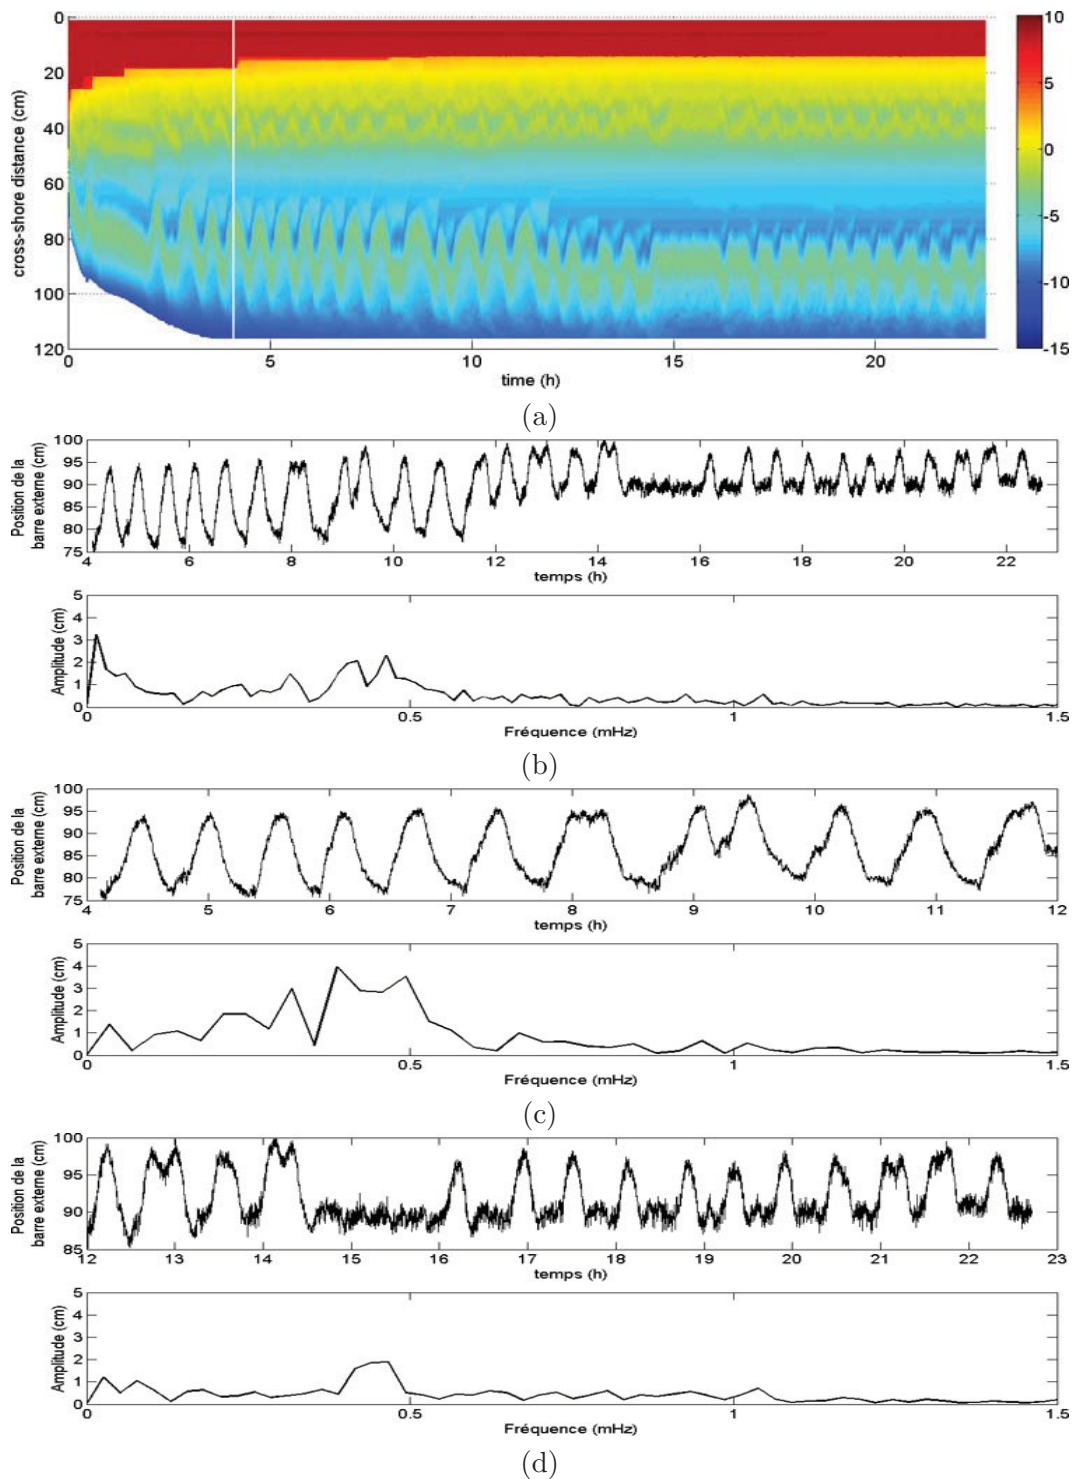 0
20
40
60
80
100
120
cross-shore distance (cm)
0 5 10 15 20
time (h)
10
5
0
-5
-10
-15
(a)
100
95
90
85
80
75
Position de la
barre externe (cm)
4 6 8 10 12 14 16 18 20 22
temps (h)
5
4
3
2
1
0
Amplitude (cm)
0 0.5 1 1.5
Fréquence (mHz)
(b)
100
95
90
85
80
75
Position de la
barre externe (cm)
4 5 6 7 8 9 10 11 12
temps (h)
5
4
3
2
1
0
Amplitude (cm)
0 0.5 1 1.5
Fréquence (mHz)
(c)
100
95
90
85
Position de la
barre externe (cm)
12 13 14 15 16 17 18 19 20 21 22 23
temps (h)
5
4
3
2
1
0
Amplitude (cm)
0 0.5 1 1.5
Fréquence (mHz)
(d)